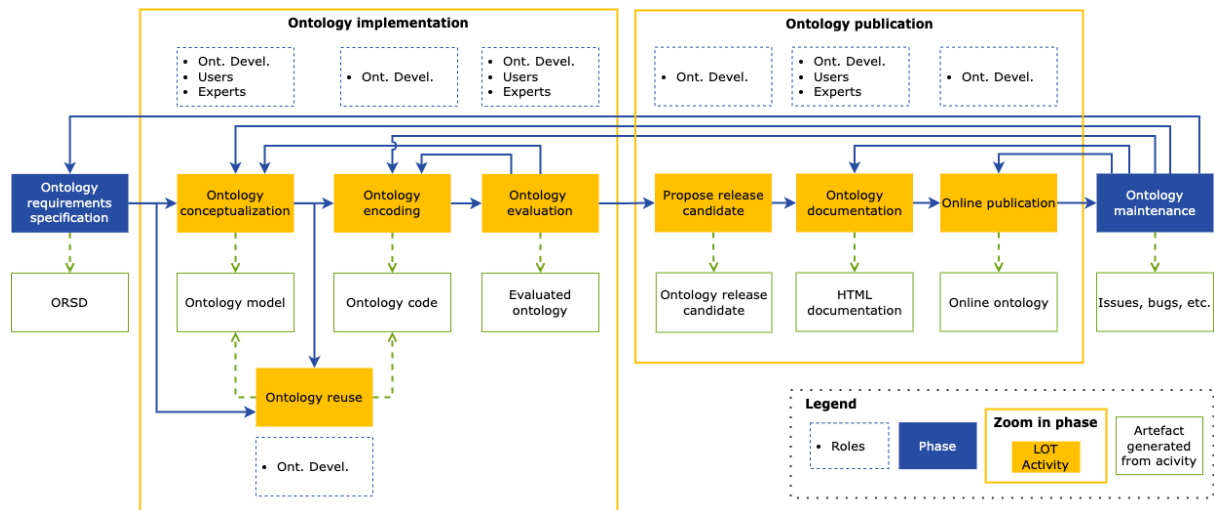 Ontology implementation
Ontology publication
• Ont. Devel.
• Users
• Experts
• Ont. Devel.
• Ont. Devel.
• Users
• Experts
• Ont. Devel.
• Ont. Devel.
• Users
• Experts
• Ont. Devel.
Ontology
requirements
specification
Ontology
conceptualization
Ontology
encoding
Ontology
evaluation
Propose release
candidate
Ontology
documentation
Online publication
Ontology
maintenance
ORSD
Ontology model
Ontology code
Evaluated
ontology
Ontology release
candidate
HTML
documentation
Online ontology
Issues, bugs, etc.
Ontology reuse
• Ont. Devel.
Legend
• Roles
Phase
Zoom in phase
LOT
Activity
Artefact
generated
from acivity